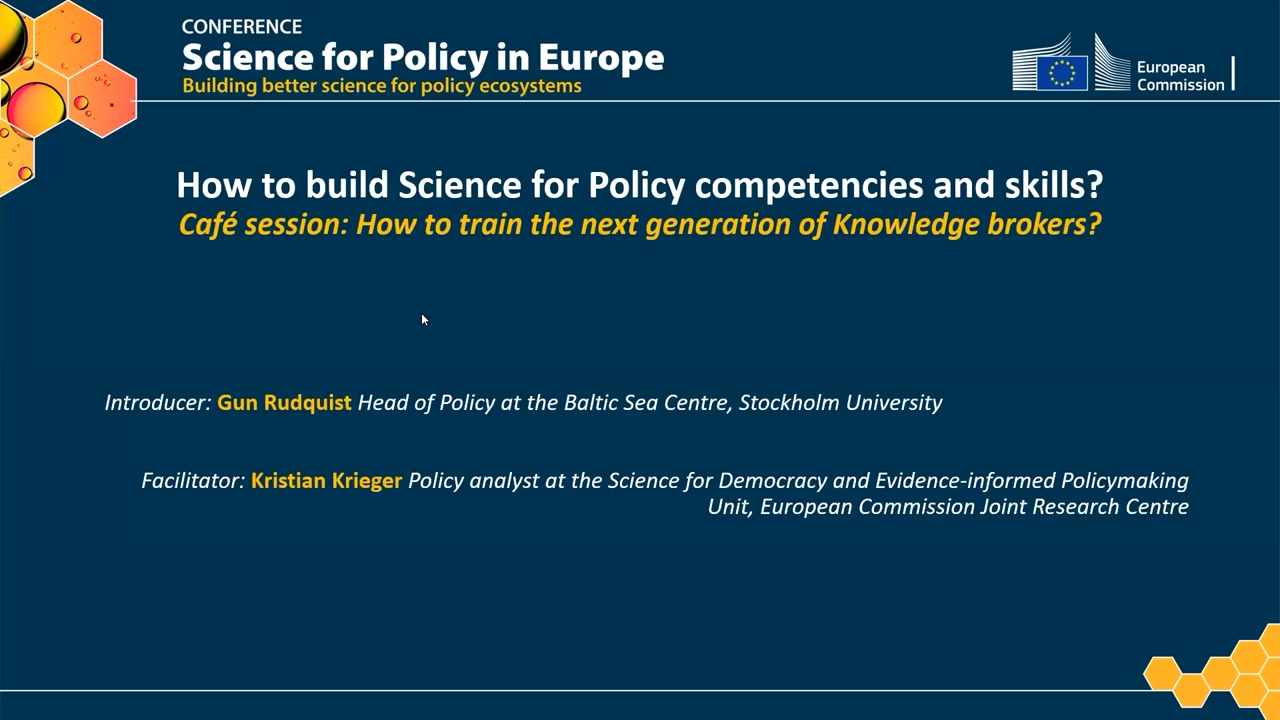 CONFERENCE
Science for Policy in Europe
Building better science for policy ecosystems
European
Commission
How to build Science for Policy competencies and skills?
Café session: How to train the next generation of Knowledge brokers?
Introducer: Gun Rudquist Head of Policy at the Baltic Sea Centre, Stockholm University
Facilitator: Kristian Krieger Policy analyst at the Science for Democracy and Evidence-informed Policymaking
Unit, European Commission Joint Research Centre